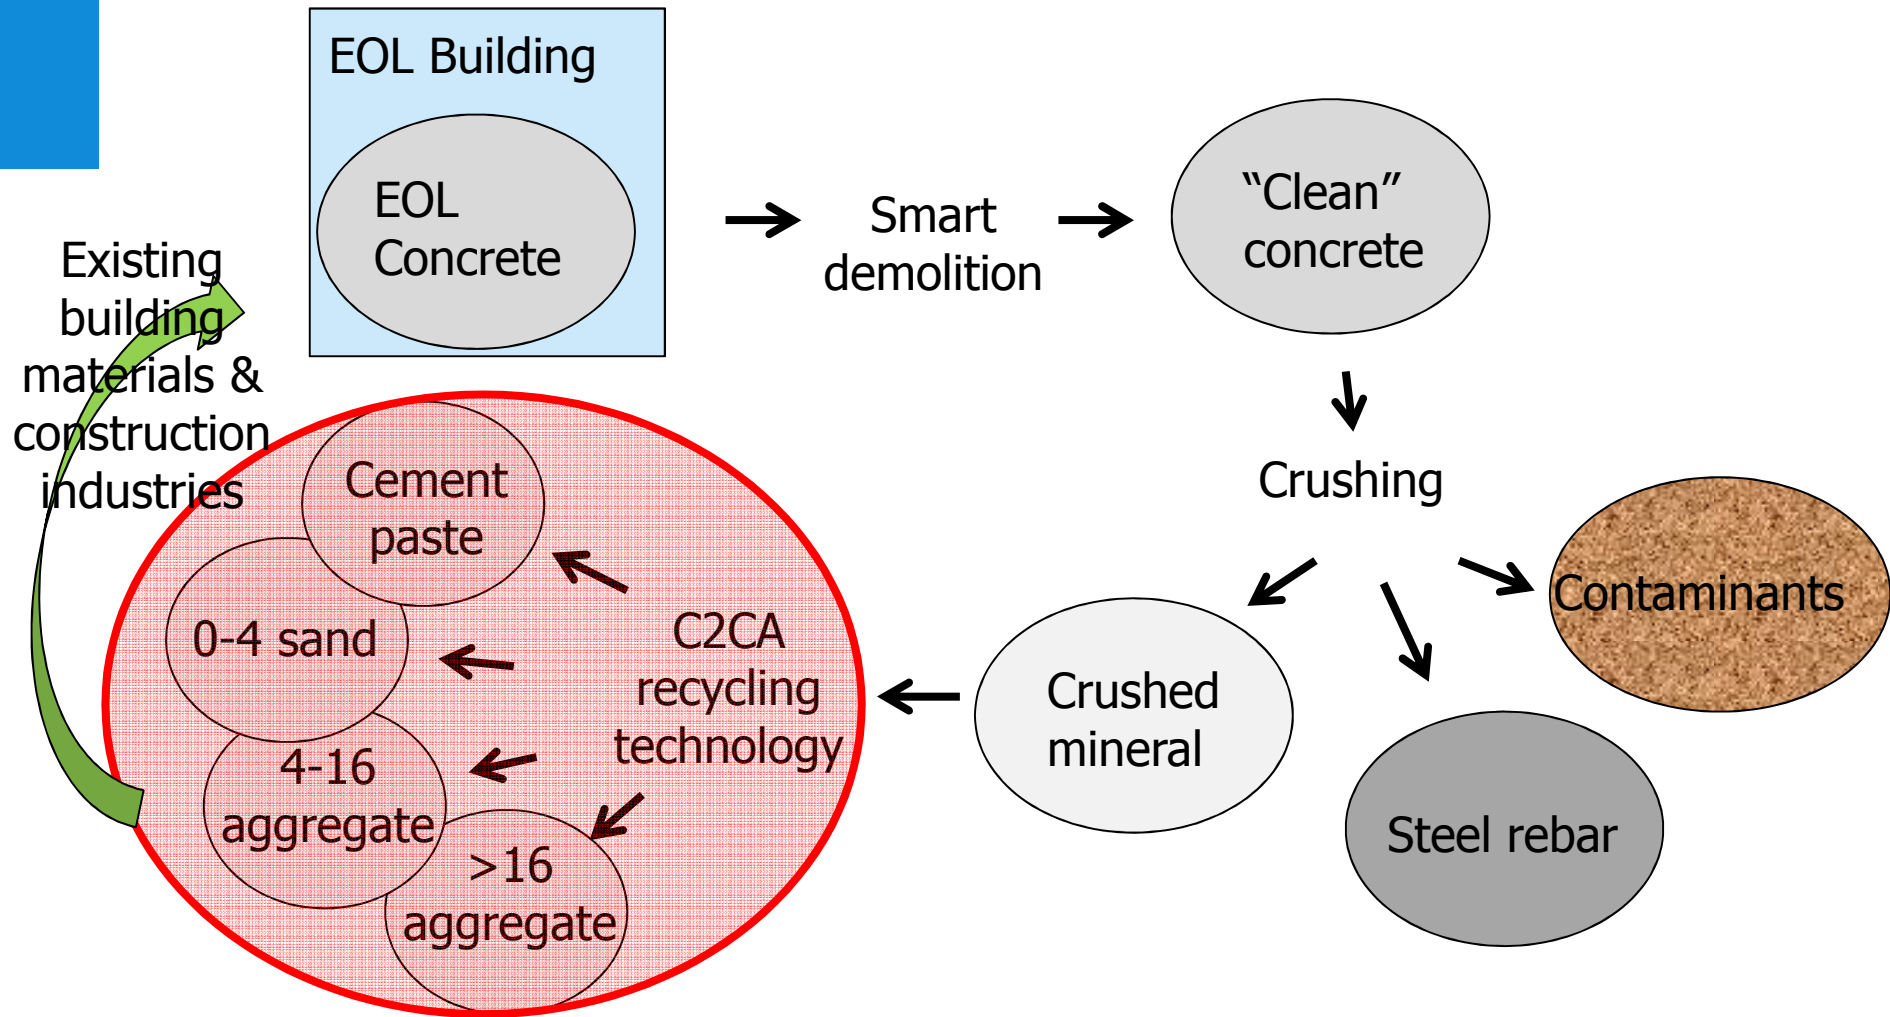 EOL Building
EOL
Concrete
Smart
demolition
“Clean”
concrete
Existing
building
materials &
construction
industries
Crushing
Cement
paste
Contaminants
0-4 sand
C2CA
recycling
technology
Crushed
mineral
4-16
aggregate
Steel rebar
>16
aggregate